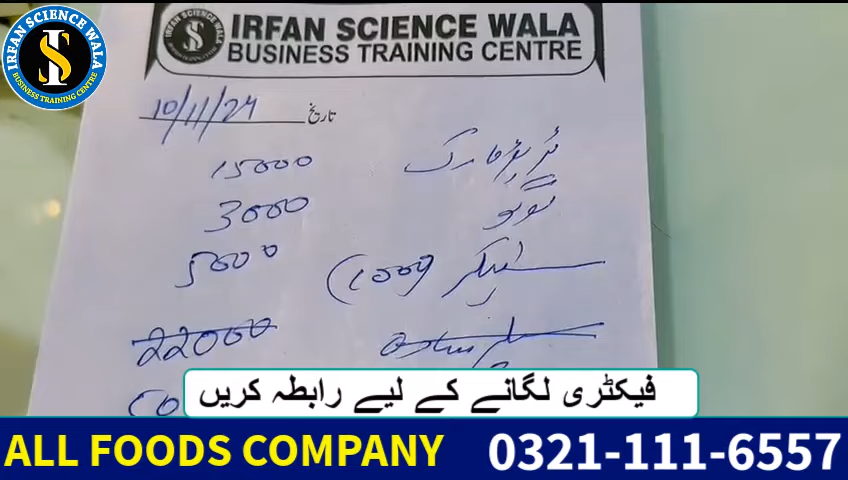 IRFAN SCIENCE WALA
BUSINESS TRAINING CENTRE
IRFAN SCIENCE WALA
BUSINESS TRAINING CENTRE
تاریخ 10/11/24
ٹریڈ مارک 15000
لوگو 3000
سٹیکر (1000) 5000
22000
فیکٹری لگانے کے لیے رابطہ کریں
ALL FOODS COMPANY 0321-111-6557